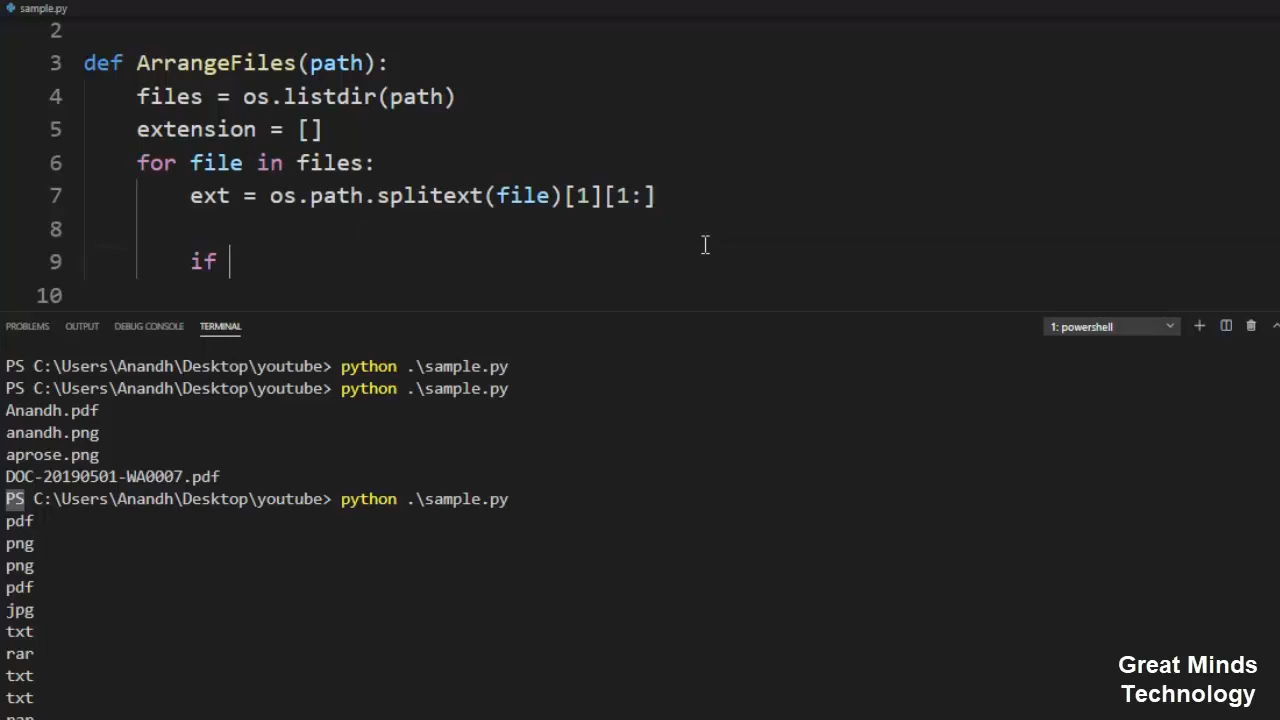 sample.py
2
3 def ArrangeFiles(path):
4 files = os.listdir(path)
5 extension = []
6 for file in files:
7 ext = os.path.splitext(file)[1][1:]
8
9 if
10
PROBLEMS OUTPUT DEBUG CONSOLE TERMINAL 1: powershell
PS C:\Users\Anandh\Desktop\youtube> python .\sample.py
PS C:\Users\Anandh\Desktop\youtube> python .\sample.py
Anandh.pdf
anandh.png
aprose.png
DOC-20190501-WA0007.pdf
PS C:\Users\Anandh\Desktop\youtube> python .\sample.py
pdf
png
png
pdf
jpg
txt
rar
txt
txt
Great Minds
Technology